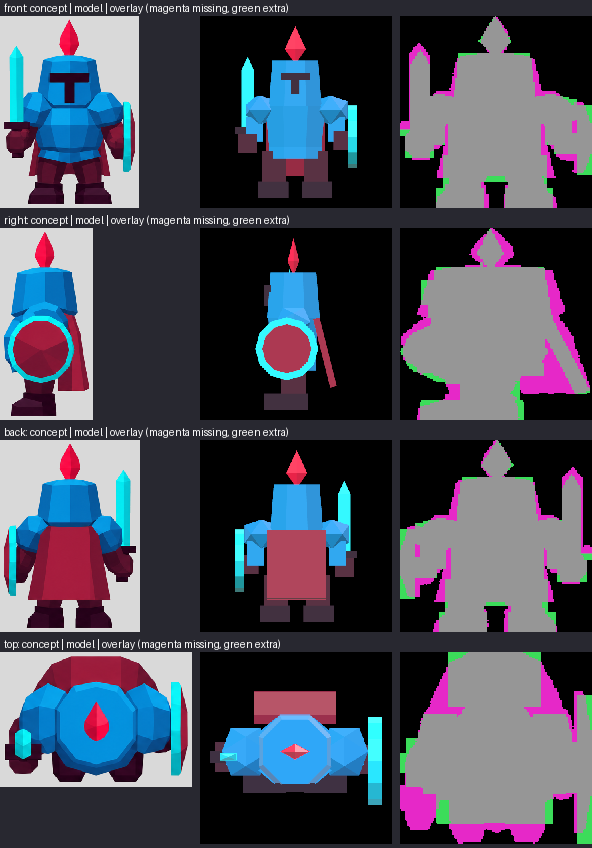 front: concept | model | overlay (magenta missing, green extra)
right: concept | model | overlay (magenta missing, green extra)
back: concept | model | overlay (magenta missing, green extra)
top: concept | model | overlay (magenta missing, green extra)